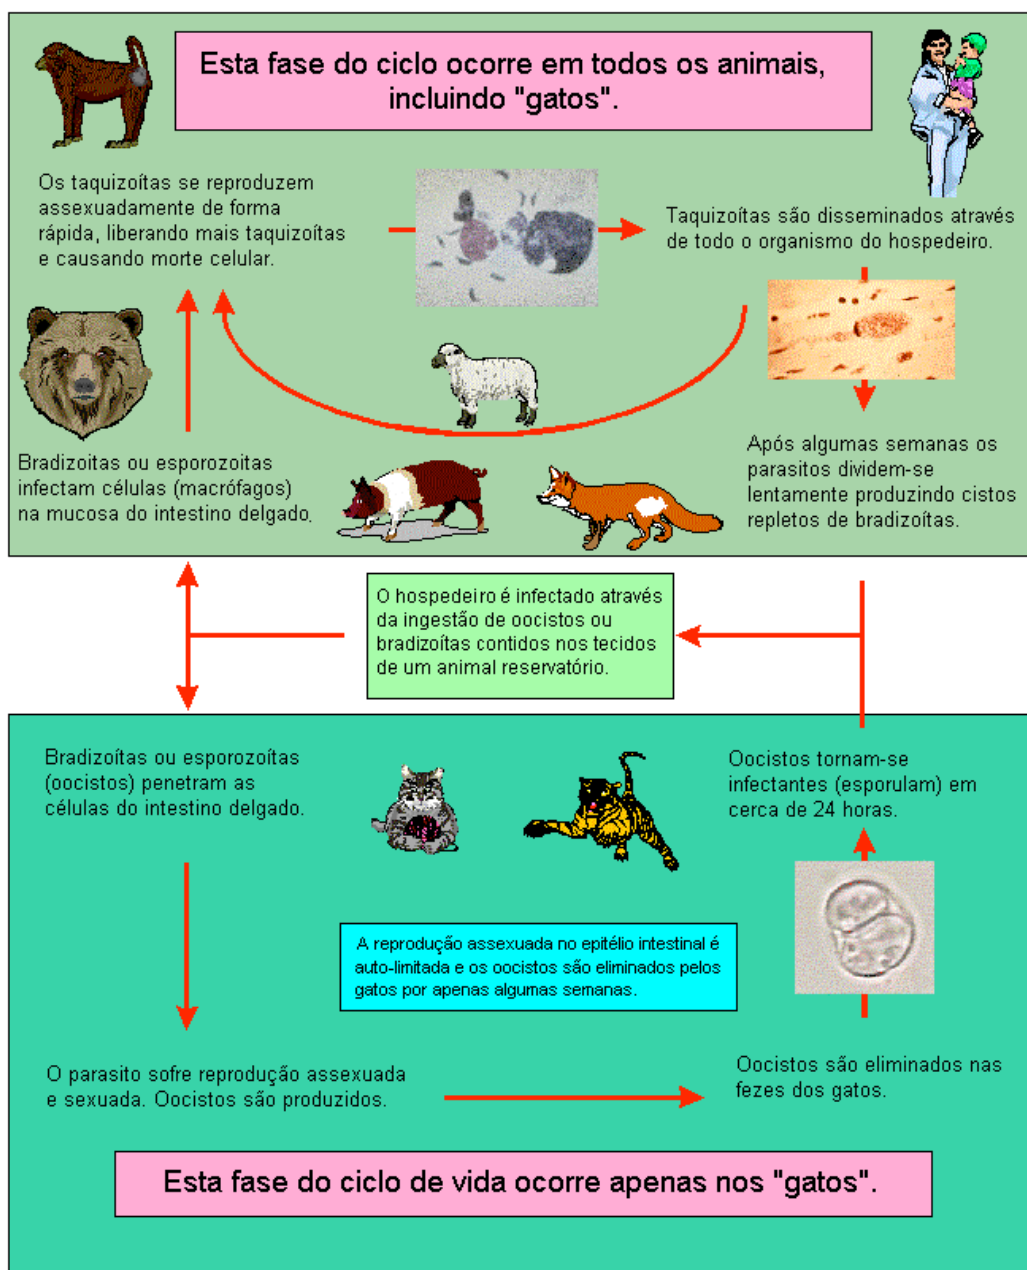 Esta fase do ciclo ocorre em todos os animais,
incluindo "gatos".
Os taquizoítas se reproduzem
assexuadamente de forma
rápida, liberando mais taquizoítas
e causando morte celular.
Taquizoítas são disseminados através
de todo o organismo do hospedeiro.
Bradizoitas ou esporozoitas
infectam células (macrófagos)
na mucosa do intestino delgado.
Após algumas semanas os
parasitos dividem-se
lentamente produzindo cistos
repletos de bradizoítas.
O hospedeiro é infectado através
da ingestão de oocistos ou
bradizoítas contidos nos tecidos
de um animal reservatório.
Bradizoítas ou esporozoítas
(oocistos) penetram as
células do intestino delgado.
Oocistos tornam-se
infectantes (esporulam) em
cerca de 24 horas.
A reprodução assexuada no epitélio intestinal é
auto-limitada e os oocistos são eliminados pelos
gatos por apenas algumas semanas.
O parasito sofre reprodução assexuada
e sexuada. Oocistos são produzidos.
Oocistos são eliminados nas
fezes dos gatos.
Esta fase do ciclo de vida ocorre apenas nos "gatos".